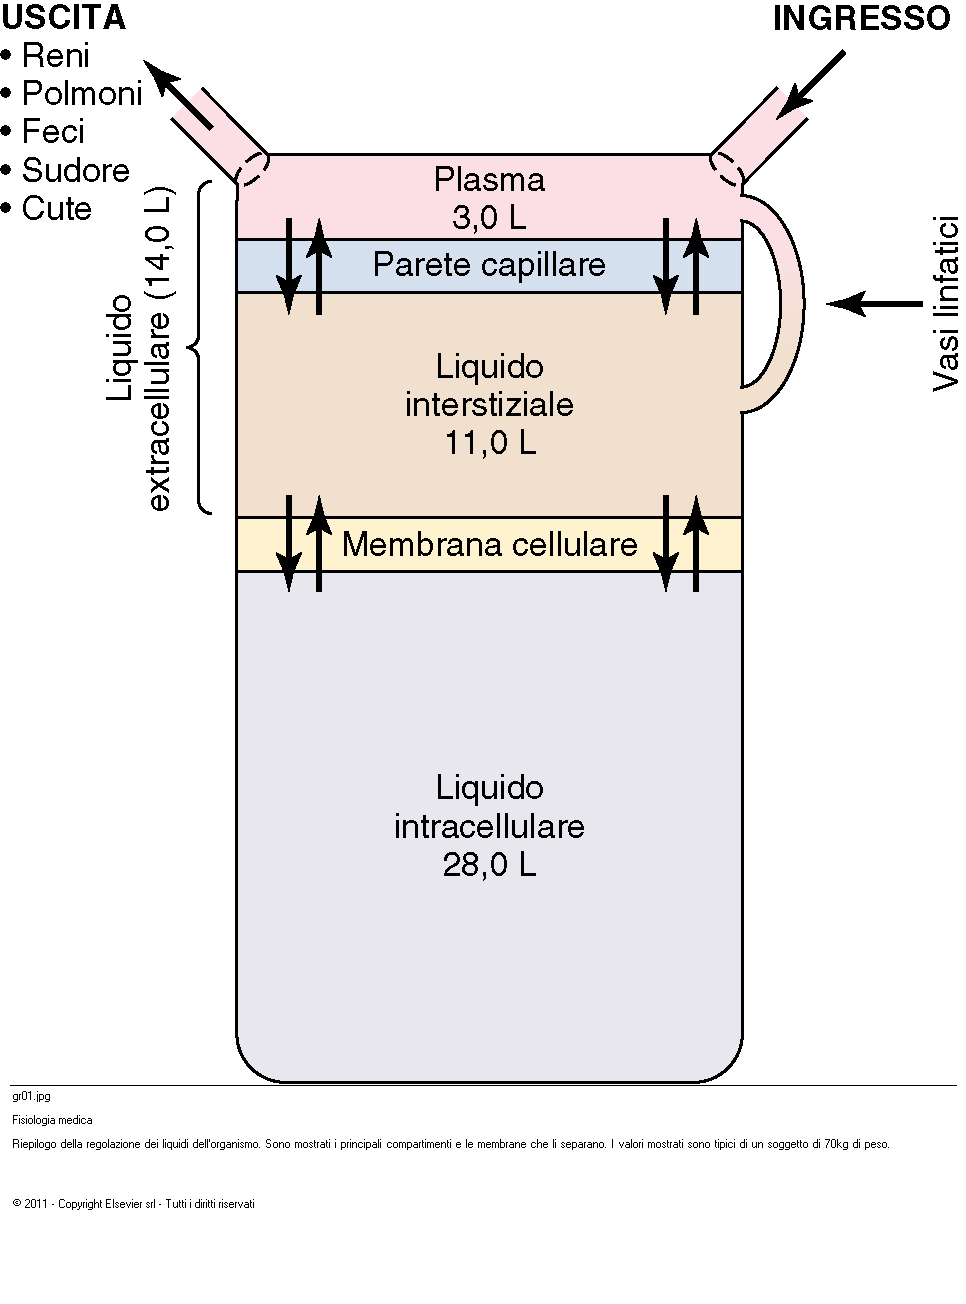 USCITA
• Reni
• Polmoni
• Feci
• Sudore
• Cute
INGRESSO
Plasma
3,0 L
Parete capillare
Liquido
interstiziale
11,0 L
Membrana cellulare
Liquido
intracellulare
28,0 L
Liquido
extracellulare (14,0 L)
Vasi linfatici
gr01.jpg
Fisiologia medica
Riepilogo della regolazione dei liquidi dell'organismo. Sono mostrati i principali compartimenti e le membrane che li separano. I valori mostrati sono tipici di un soggetto di 70kg di peso.
© 2011 - Copyright Elsevier srl - Tutti i diritti riservati